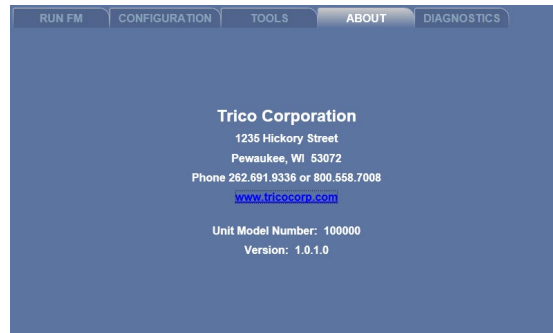 RUN FM CONFIGURATION TOOLS ABOUT DIAGNOSTICS
Trico Corporation
1235 Hickory Street
Pewaukee, WI 53072
Phone 262.691.9336 or 800.558.7008
www.tricocorp.com
Unit Model Number: 100000
Version: 1.0.1.0